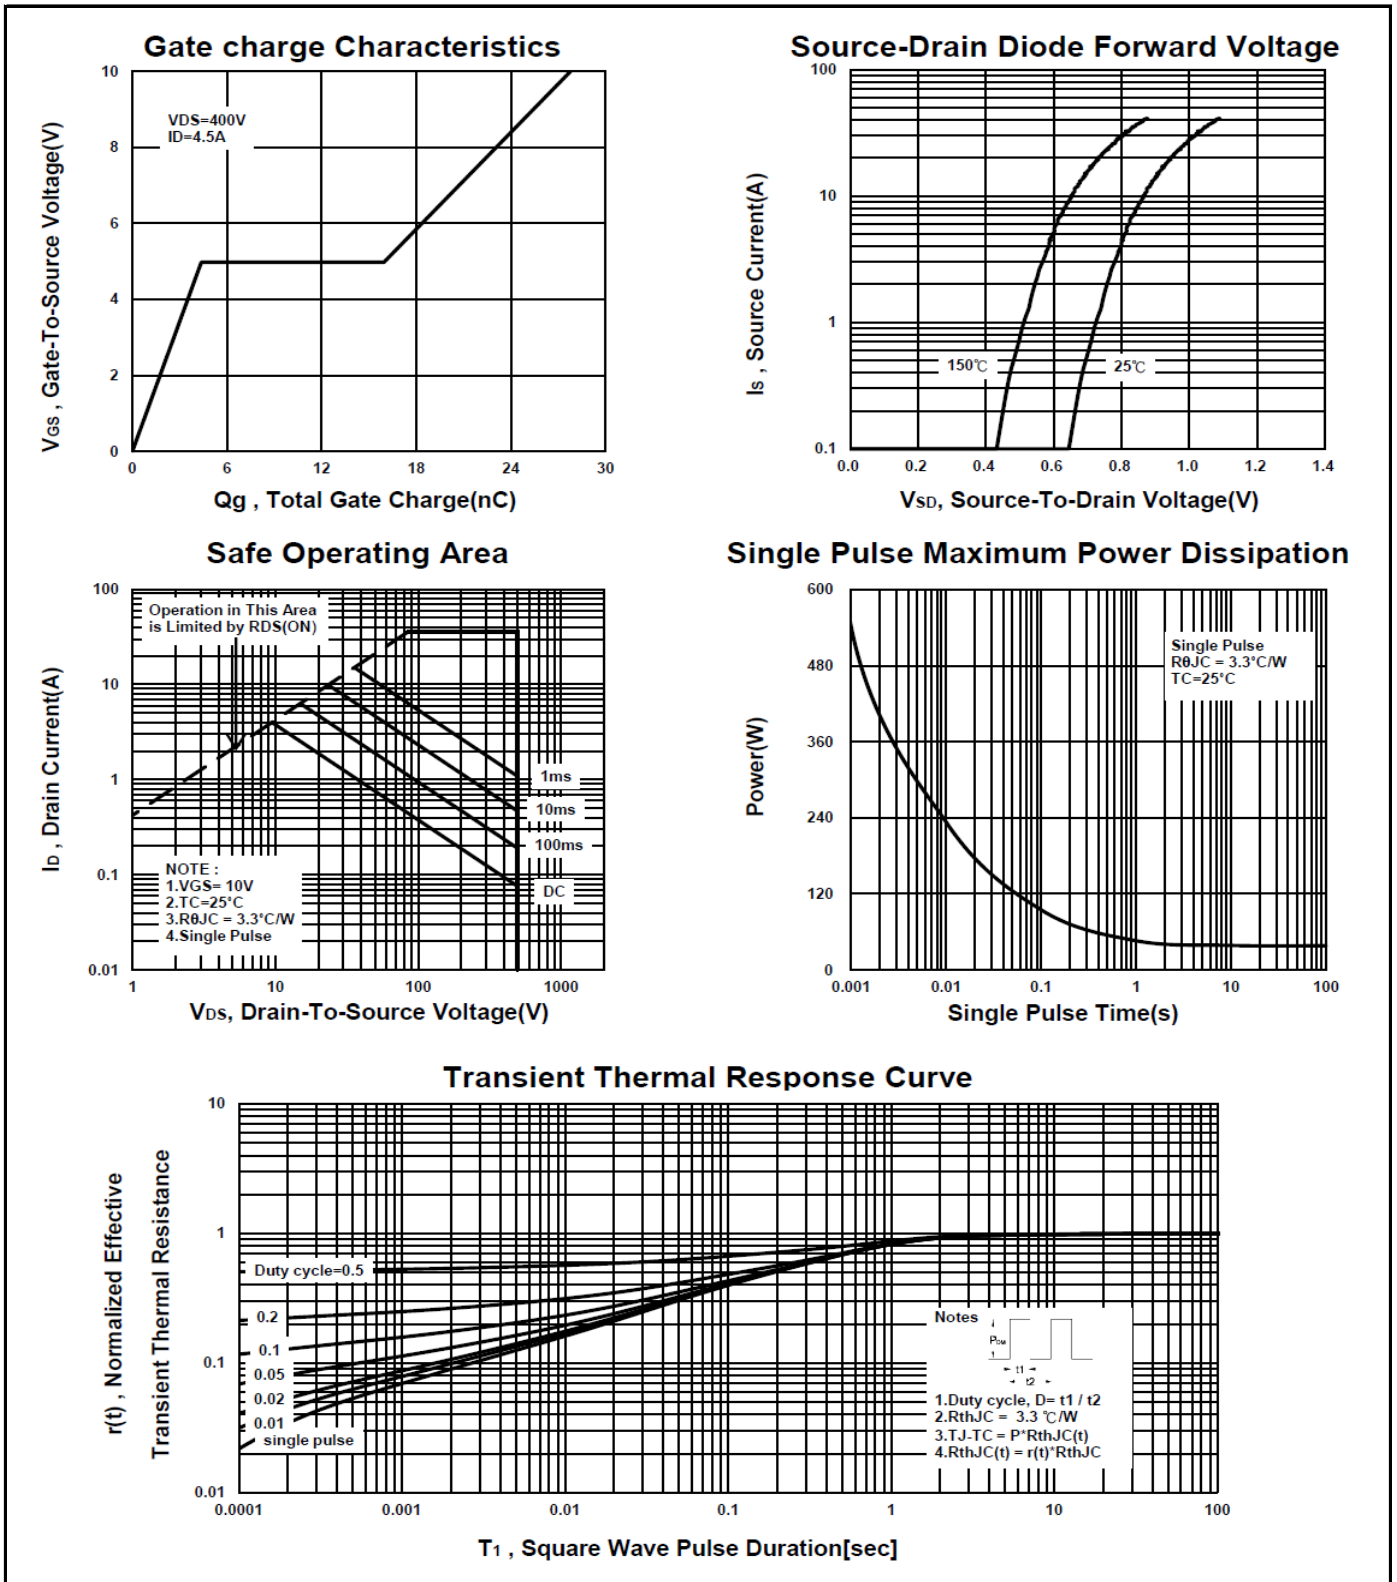 Gate charge Characteristics
10
8
6
4
2
0
VDS=400V
ID=4.5A
0 6 12 18 24 30
VGS , Gate-To-Source Voltage(V)
Qg , Total Gate Charge(nC)
Source-Drain Diode Forward Voltage
100
10
1
0.1
150℃ 25℃
0.0 0.2 0.4 0.6 0.8 1.0 1.2 1.4
IS , Source Current(A)
VSD, Source-To-Drain Voltage(V)
Safe Operating Area
100
10
1
0.1
0.01
Operation in This Area
is Limited by RDS(ON)
1ms
10ms
100ms
DC
NOTE :
1.VGS= 10V
2.TC=25°C
3.RθJC = 3.3°C/W
4.Single Pulse
1 10 100 1000
ID , Drain Current(A)
VDS, Drain-To-Source Voltage(V)
Single Pulse Maximum Power Dissipation
600
480
360
240
120
0
Single Pulse
RθJC = 3.3°C/W
TC=25°C
0.001 0.01 0.1 1 10 100
Power(W)
Single Pulse Time(s)
Transient Thermal Response Curve
10
1
0.1
0.01
Duty cycle=0.5
0.2
0.1
0.05
0.02
0.01
single pulse
Notes
PDM
t1
t2
1.Duty cycle, D= t1 / t2
2.RthJC = 3.3 ℃/W
3.TJ-TC = P*RthJC(t)
4.RthJC(t) = r(t)*RthJC
0.0001 0.001 0.01 0.1 1 10 100
r(t) , Normalized Effective
Transient Thermal Resistance
T1 , Square Wave Pulse Duration[sec]